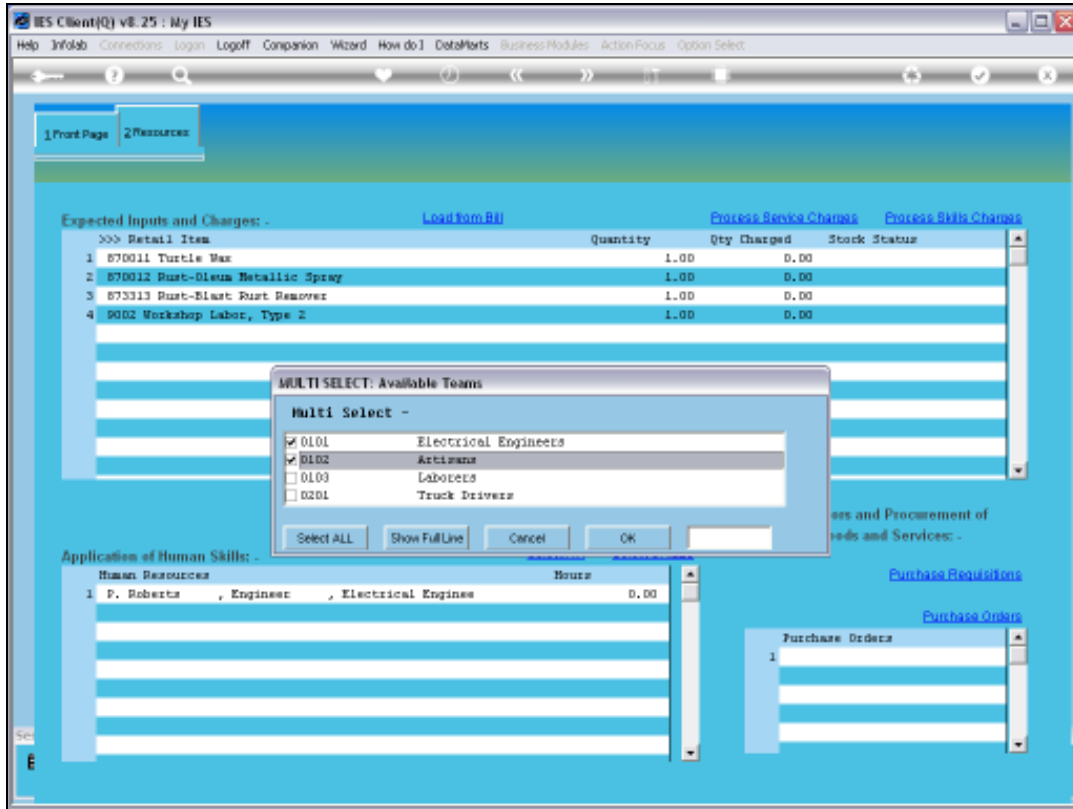 IES Client(Q) v8.25 : My IES
Help Infolab Connections Logon Logoff Companion Wizard How do I DataMarts Business Modules Action Focus Option Select
1 Front Page 2 Resources
Expected Inputs and Charges: - Load from Bill Process Service Charges Process Skills Charges
>>> Retail Item Quantity Qty Charged Stock Status
1 870011 Turtle Wax 1.00 0.00
2 870012 Rust-Oleum Metallic Spray 1.00 0.00
3 873313 Rust-Blast Rust Remover 1.00 0.00
4 9002 Workshop Labor, Type 2 1.00 0.00
MULTI SELECT: Available Teams
Multi Select -
0101 Electrical Engineers
0102 Artisans
0103 Laborers
0201 Truck Drivers
Select ALL Show Full Line Cancel OK
ors and Procurement of
oods and Services: -
Application of Human Skills: -
Human Resources Hours
1 P. Roberts , Engineer , Electrical Enginee 0.00
Purchase Requisitions
Purchase Orders
Purchase Orders
1